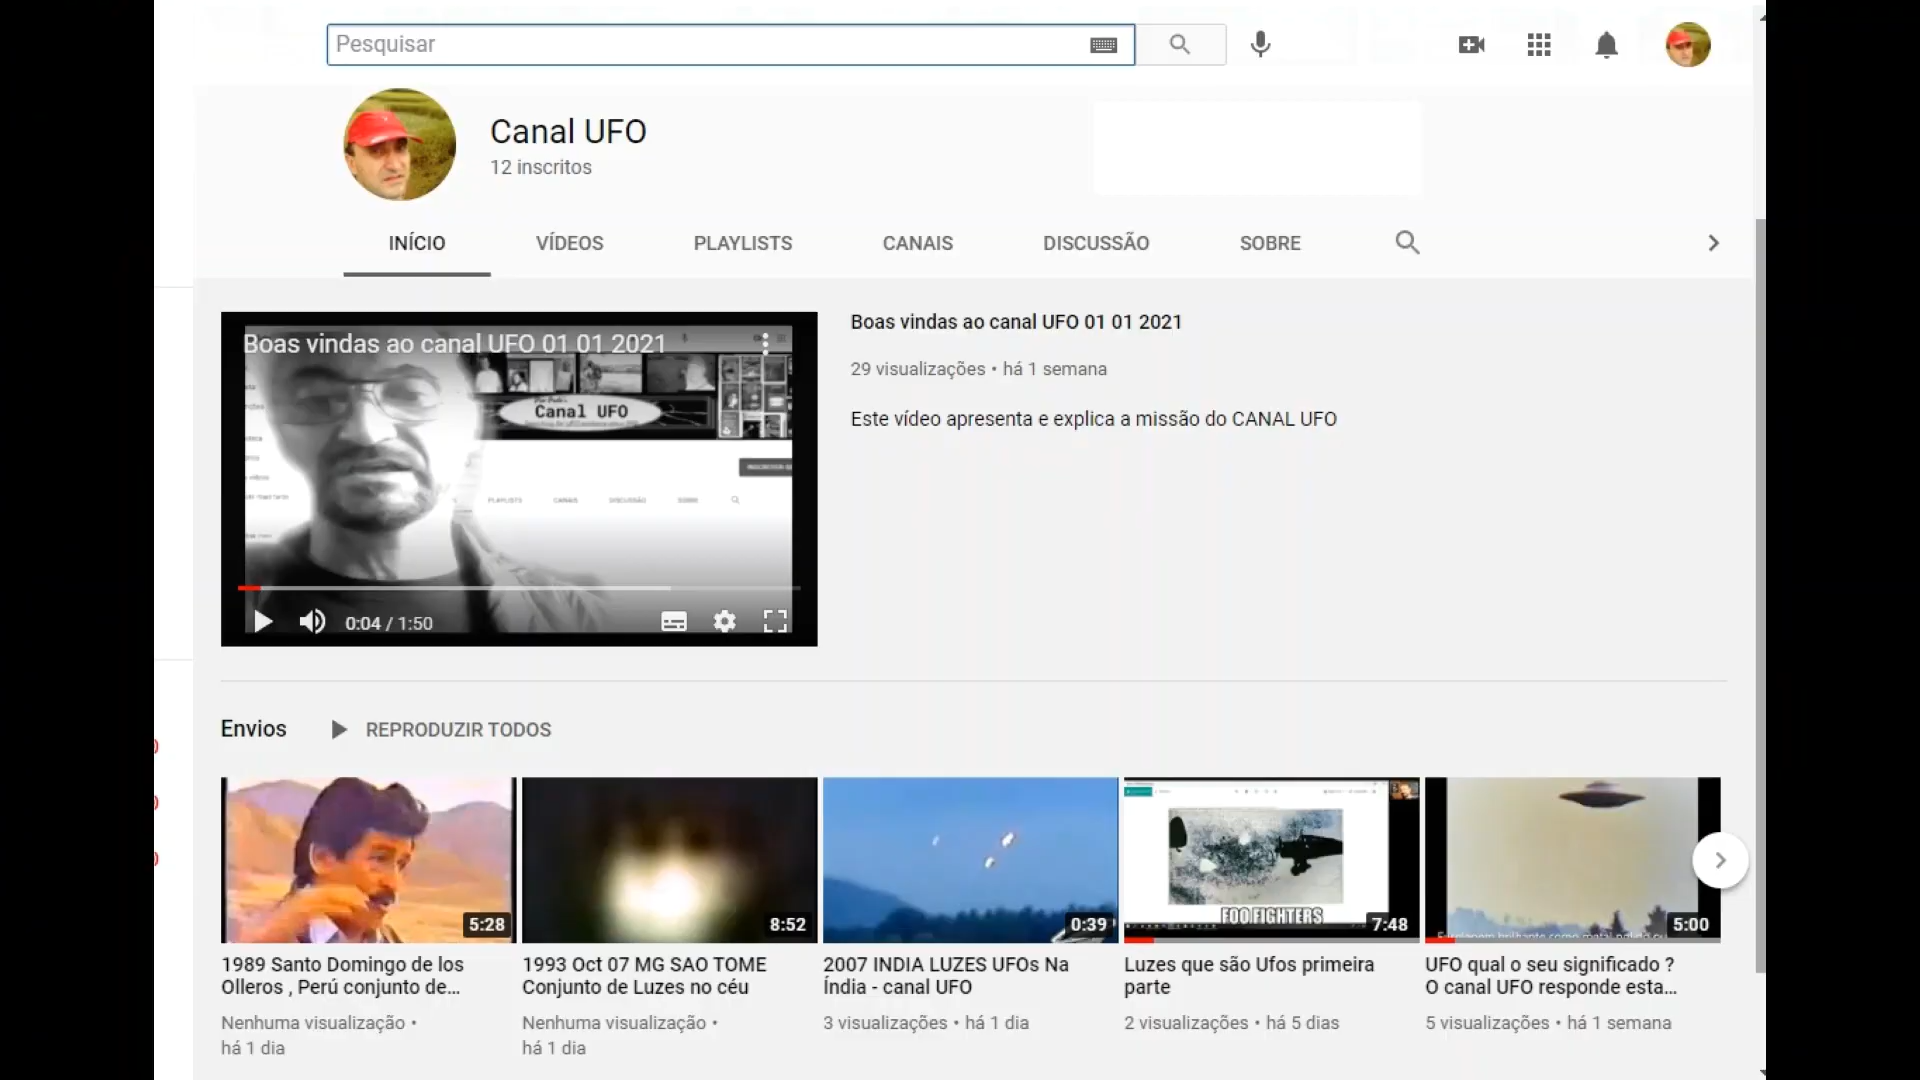 Pesquisar
Canal UFO
12 inscritos
INÍCIO VÍDEOS PLAYLISTS CANAIS DISCUSSÃO SOBRE
Boas vindas ao canal UFO 01 01 2021
Canal UFO
PLAYLISTS CANAIS DISCUSSÃO SOBRE
0:04 / 1:50
Boas vindas ao canal UFO 01 01 2021
29 visualizações • há 1 semana
Este vídeo apresenta e explica a missão do CANAL UFO
Envios REPRODUZIR TODOS
5:28
8:52
0:39
FOO FIGHTERS
7:48
5:00
1989 Santo Domingo de los
Olleros , Perú conjunto de...
Nenhuma visualização •
há 1 dia
1993 Oct 07 MG SAO TOME
Conjunto de Luzes no céu
Nenhuma visualização •
há 1 dia
2007 INDIA LUZES UFOs Na
Índia - canal UFO
3 visualizações • há 1 dia
Luzes que são Ufos primeira
parte
2 visualizações • há 5 dias
UFO qual o seu significado ?
O canal UFO responde esta...
5 visualizações • há 1 semana